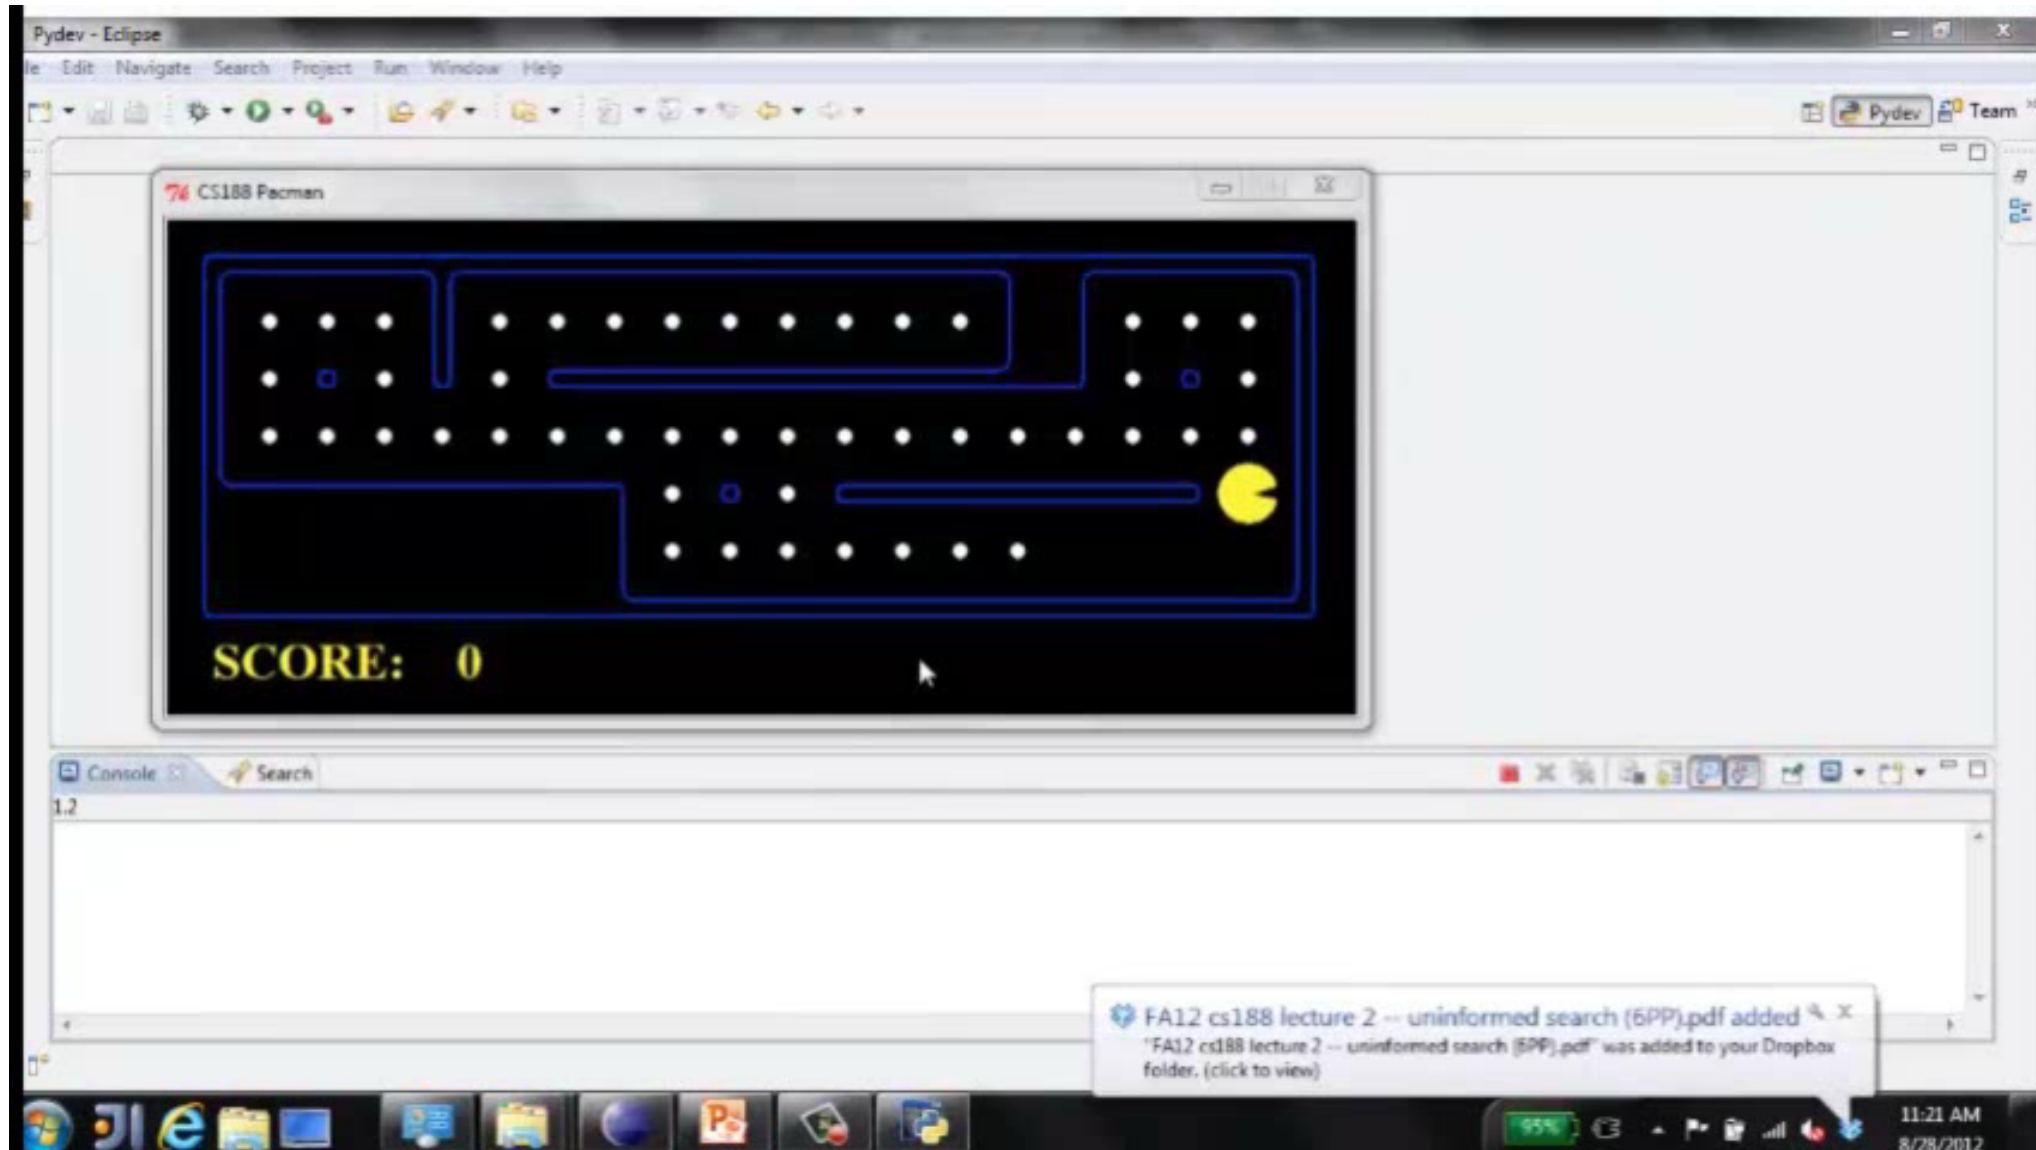 Pydev - Eclipse
le Edit Navigate Search Project Run Window Help
Pydev Team
CS188 Pacman
SCORE: 0
Console Search
1.2
FA12 cs188 lecture 2 -- uninformed search (6PP).pdf added
"FA12 cs188 lecture 2 -- uninformed search (6PP).pdf" was added to your Dropbox
folder. (click to view)
95%
11:21 AM
8/28/2012